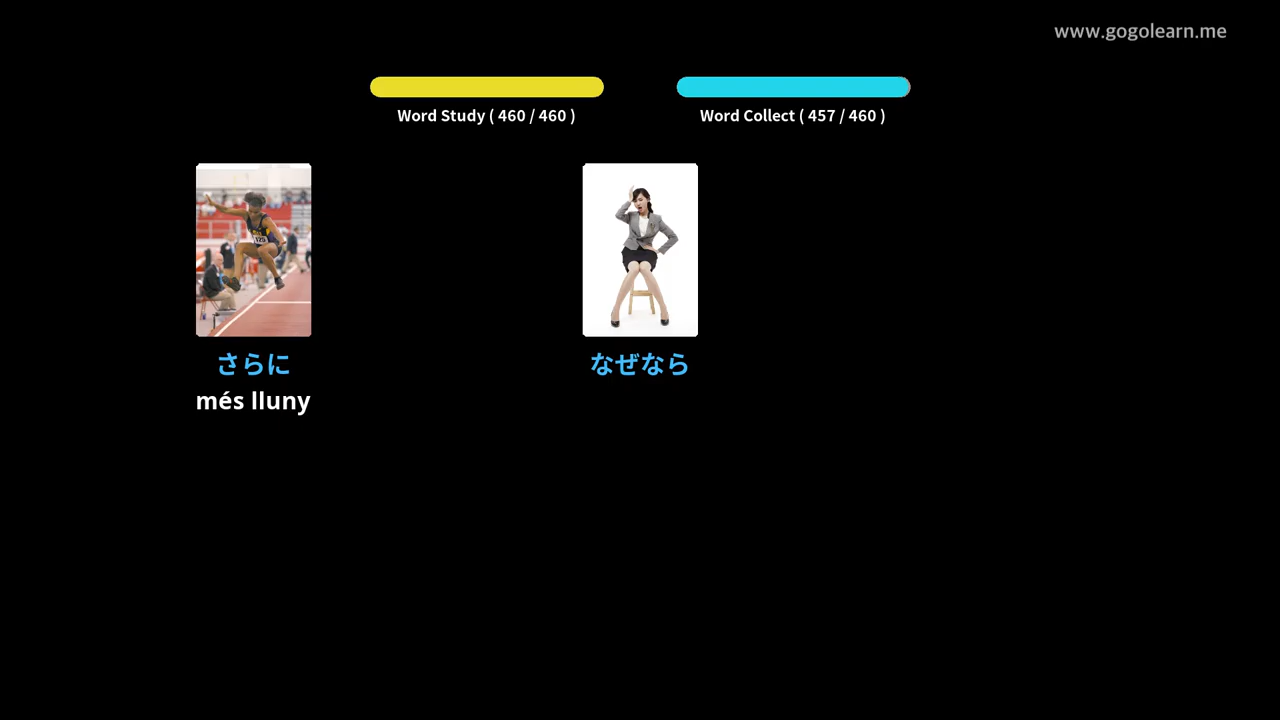 www.gogolearn.me
Word Study ( 460 / 460 )
Word Collect ( 457 / 460 )
さらに
més lluny
なぜなら